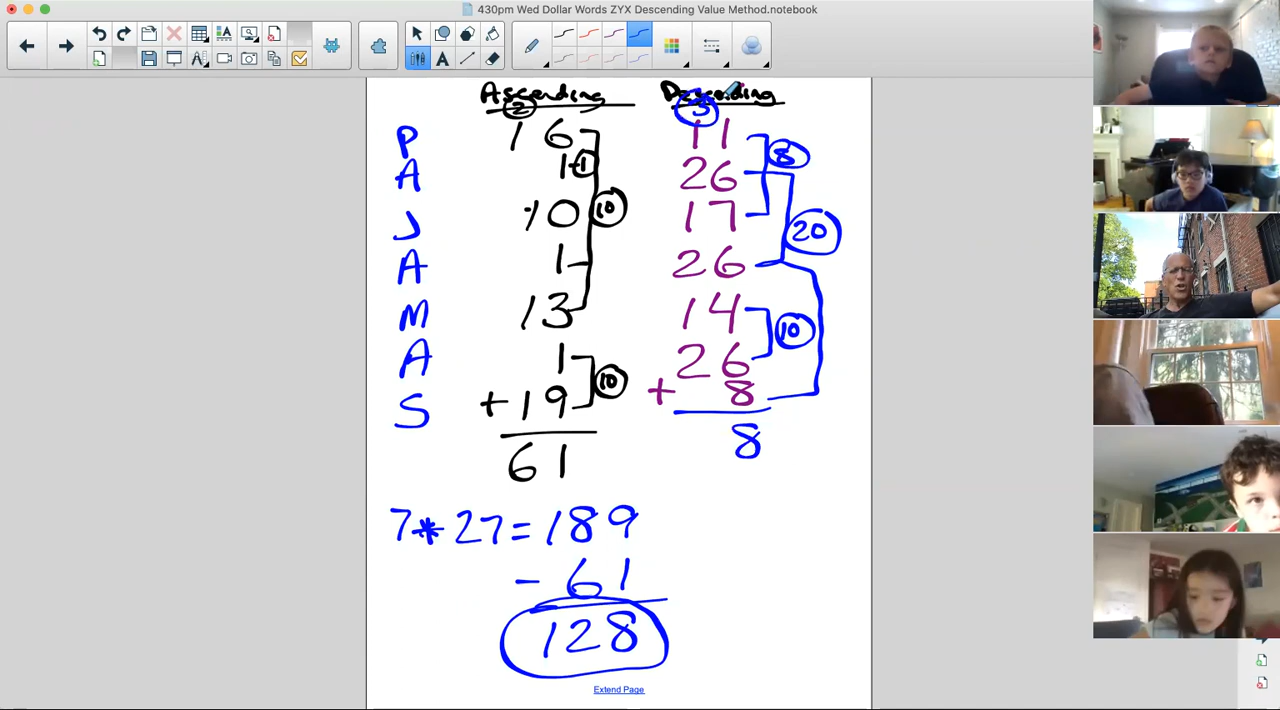 430pm Wed Dollar Words ZYX Descending Value Method.notebook
Ascending Descending
2 3
P 16 11 8
A 1+1 26
J 10 10 17 20
A 1 26
M 13 14 10
A 1 10 26
S +19 + 8
61 8
7*27=189
- 61
128
Extend Page